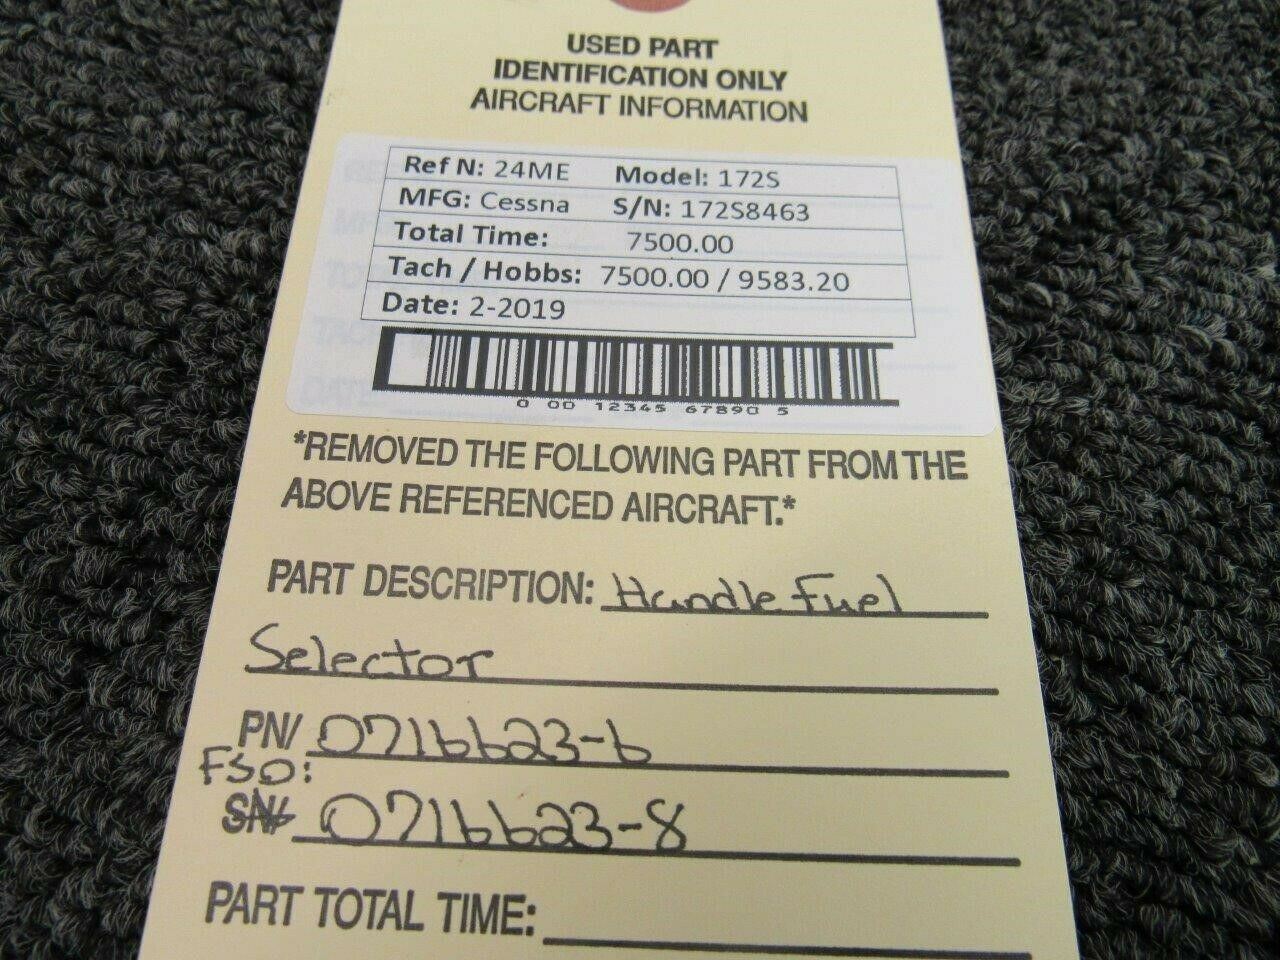 USED PART
IDENTIFICATION ONLY
AIRCRAFT INFORMATION
Ref N: 24ME Model: 172S
MFG: Cessna S/N: 172S8463
Total Time: 7500.00
Tach / Hobbs: 7500.00 / 9583.20
Date: 2-2019
0 00 12345 67890 5
*REMOVED THE FOLLOWING PART FROM THE
ABOVE REFERENCED AIRCRAFT.*
PART DESCRIPTION: Handle Fuel
Selector
PN/ 0716623-6
FSO:
SN/ 0716623-8
PART TOTAL TIME: